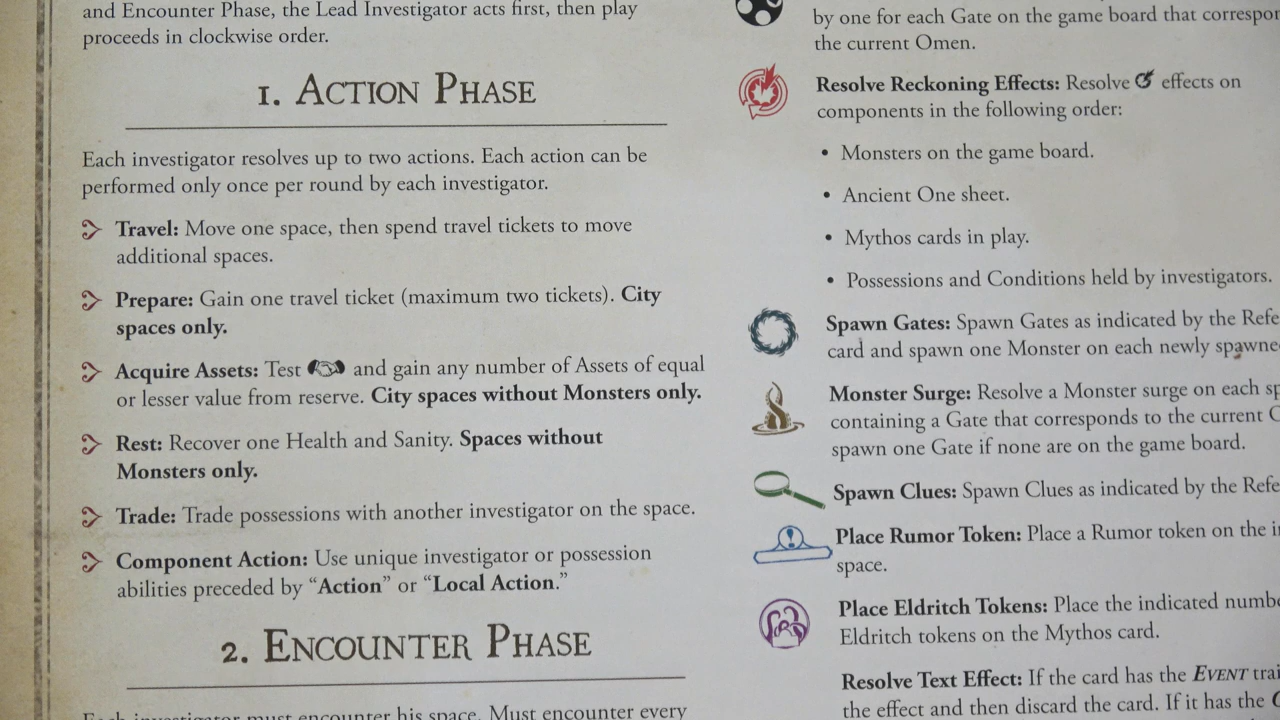 and Encounter Phase, the Lead Investigator acts first, then play
proceeds in clockwise order.
1. ACTION PHASE
Each investigator resolves up to two actions. Each action can be
performed only once per round by each investigator.
Travel: Move one space, then spend travel tickets to move
additional spaces.
Prepare: Gain one travel ticket (maximum two tickets). City
spaces only.
Acquire Assets: Test and gain any number of Assets of equal
or lesser value from reserve. City spaces without Monsters only.
Rest: Recover one Health and Sanity. Spaces without
Monsters only.
Trade: Trade possessions with another investigator on the space.
Component Action: Use unique investigator or possession
abilities preceded by “Action” or “Local Action.”
2. ENCOUNTER PHASE
Each investigator must encounter his space. Must encounter every
by one for each Gate on the game board that
the current Omen.
Resolve Reckoning Effects: Resolve effects on
components in the following order:
• Monsters on the game board.
• Ancient One sheet.
• Mythos cards in play.
• Possessions and Conditions held by investigators.
Spawn Gates: Spawn Gates as indicated by the
card and spawn one Monster on each newly
Monster Surge: Resolve a Monster surge on each
containing a Gate that corresponds to the current
spawn one Gate if none are on the game board.
Spawn Clues: Spawn Clues as indicated by the
Place Rumor Token: Place a Rumor token on the
space.
Place Eldritch Tokens: Place the indicated
Eldritch tokens on the Mythos card.
Resolve Text Effect: If the card has the EVENT
the effect and then discard the card. If it has the